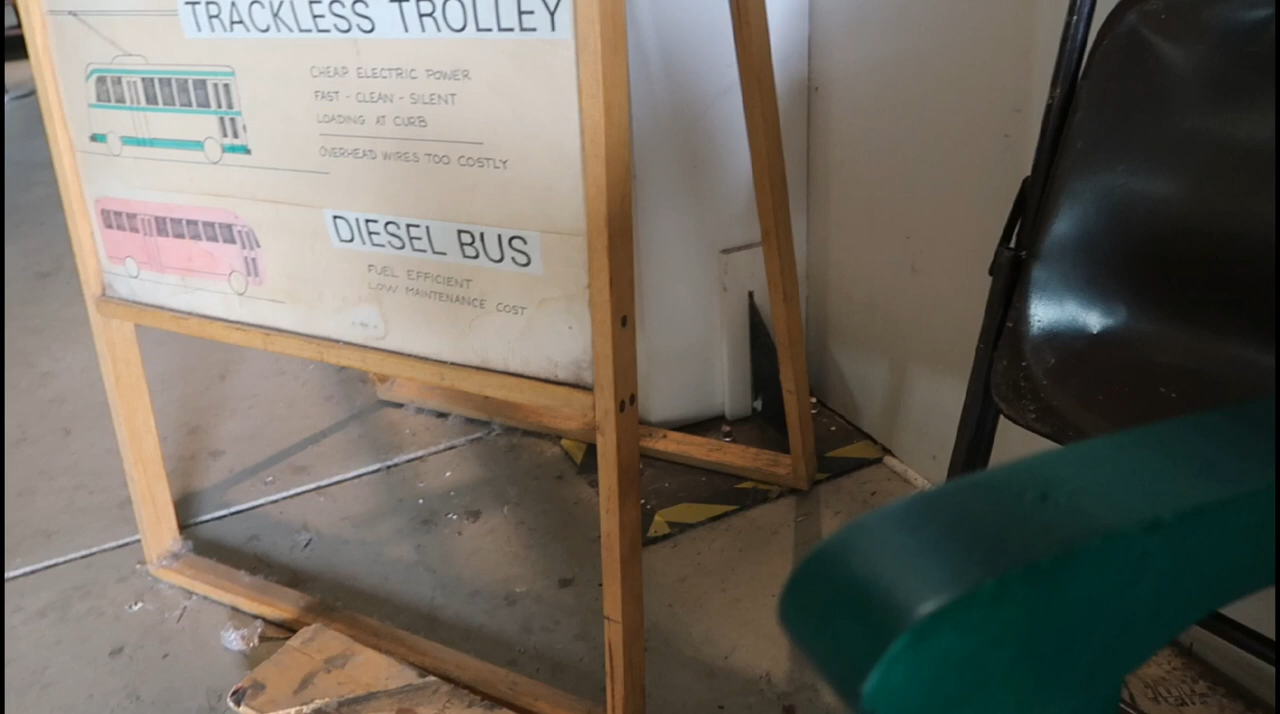 TRACKLESS TROLLEY
CHEAP ELECTRIC POWER
FAST - CLEAN - SILENT
LOADING AT CURB
OVERHEAD WIRES TOO COSTLY
DIESEL BUS
FUEL EFFICIENT
LOW MAINTENANCE COST